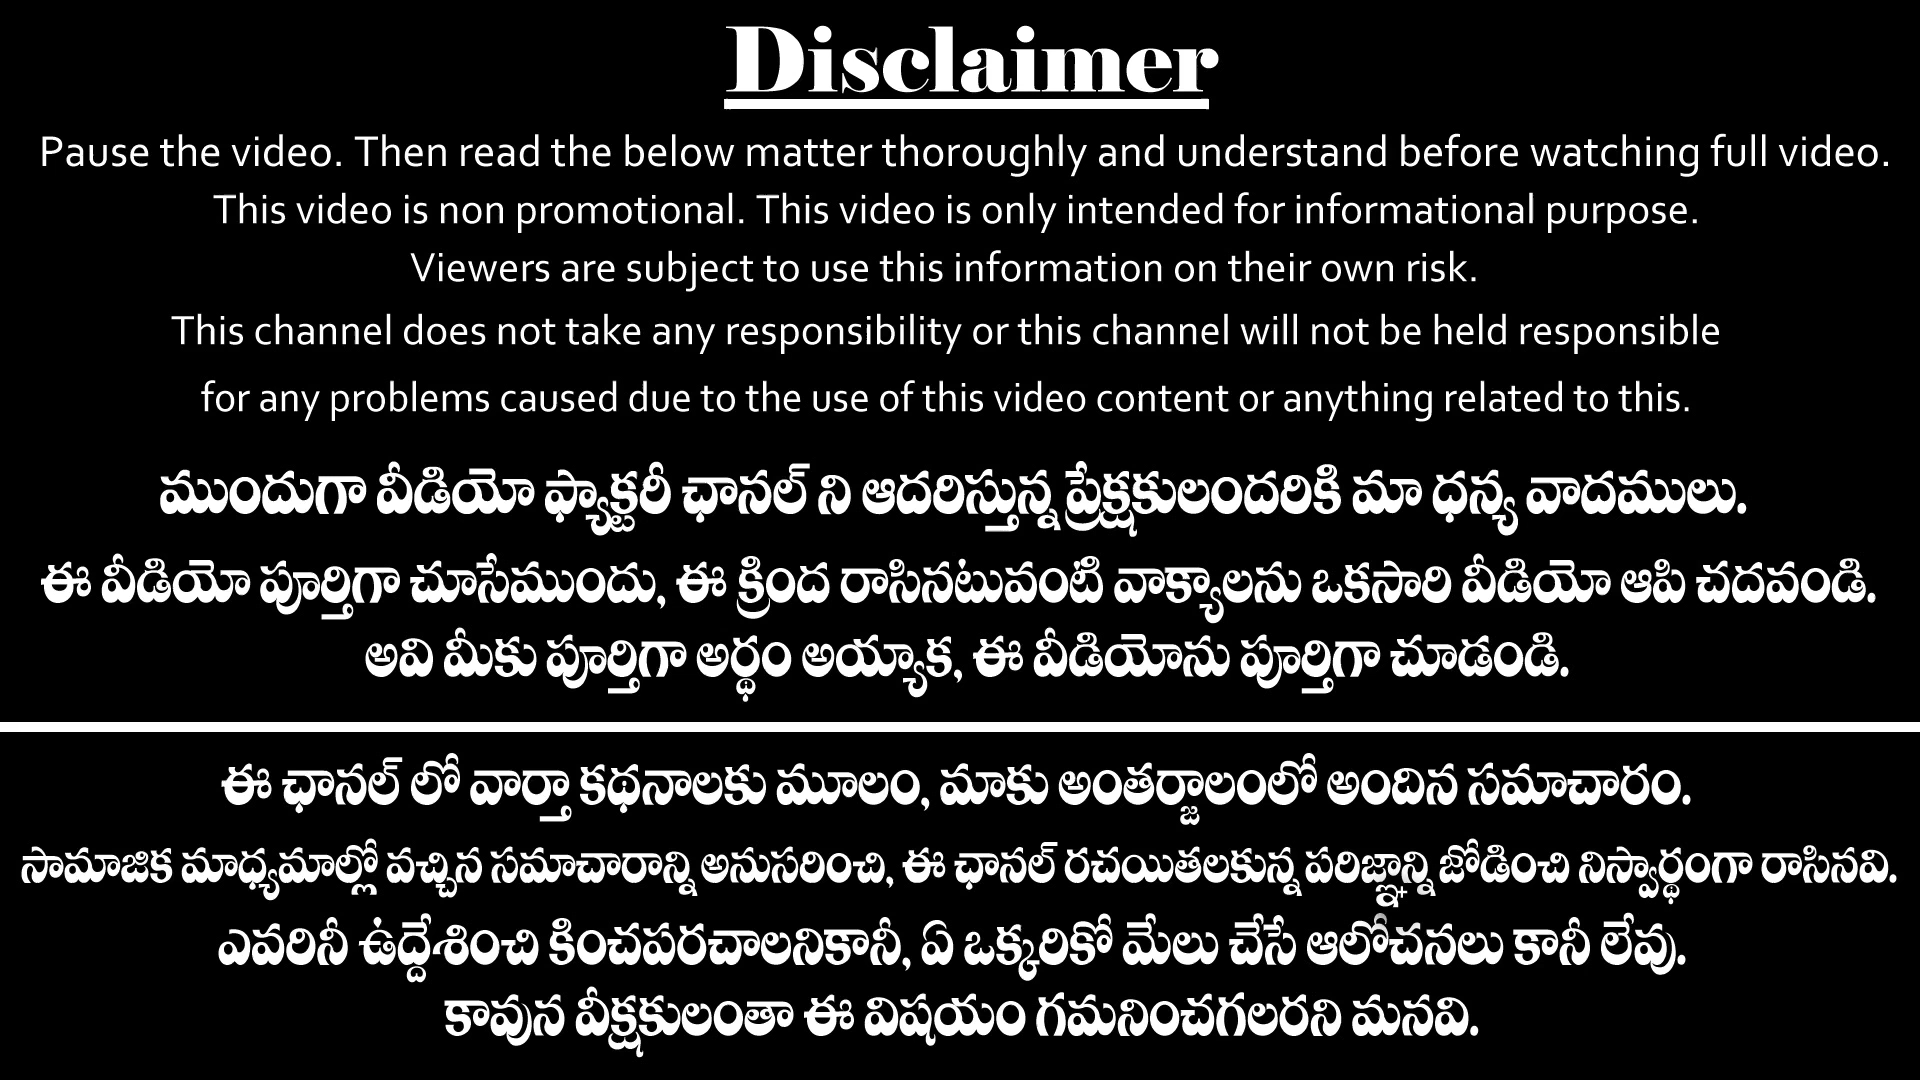 Disclaimer
Pause the video. Then read the below matter thoroughly and understand before watching full video.
This video is non promotional. This video is only intended for informational purpose.
Viewers are subject to use this information on their own risk.
This channel does not take any responsibility or this channel will not be held responsible
for any problems caused due to the use of this video content or anything related to this.
ముందుగా వీడియో ఫ్యాక్టరీ ఛానల్ ని ఆదరిస్తున్న ప్రేక్షకులందరికి మా ధన్య వాదములు.
ఈ వీడియో పూర్తిగా చూసేముందు, ఈ క్రింద రాసినటువంటి వాక్యాలను ఒకసారి వీడియో ఆపి చదవండి.
అవి మీకు పూర్తిగా అర్థం అయ్యాక, ఈ వీడియోను పూర్తిగా చూడండి.
ఈ ఛానల్ లో వార్తా కథనాలకు మూలం, మాకు అంతర్జాలంలో అందిన సమాచారం.
సామాజిక మాధ్యమాల్లో వచ్చిన సమాచారాన్ని అనుసరించి, ఈ ఛానల్ రచయితలకున్న పరిజ్ఞాన్ని జోడించి నిస్వార్థంగా రాసినవి.
ఎవరినీ ఉద్దేశించి కించపరచాలనికానీ, ఏ ఒక్కరికో మేలు చేసే ఆలోచనలు కానీ లేవు.
కావున వీక్షకులంతా ఈ విషయం గమనించగలరని మనవి.